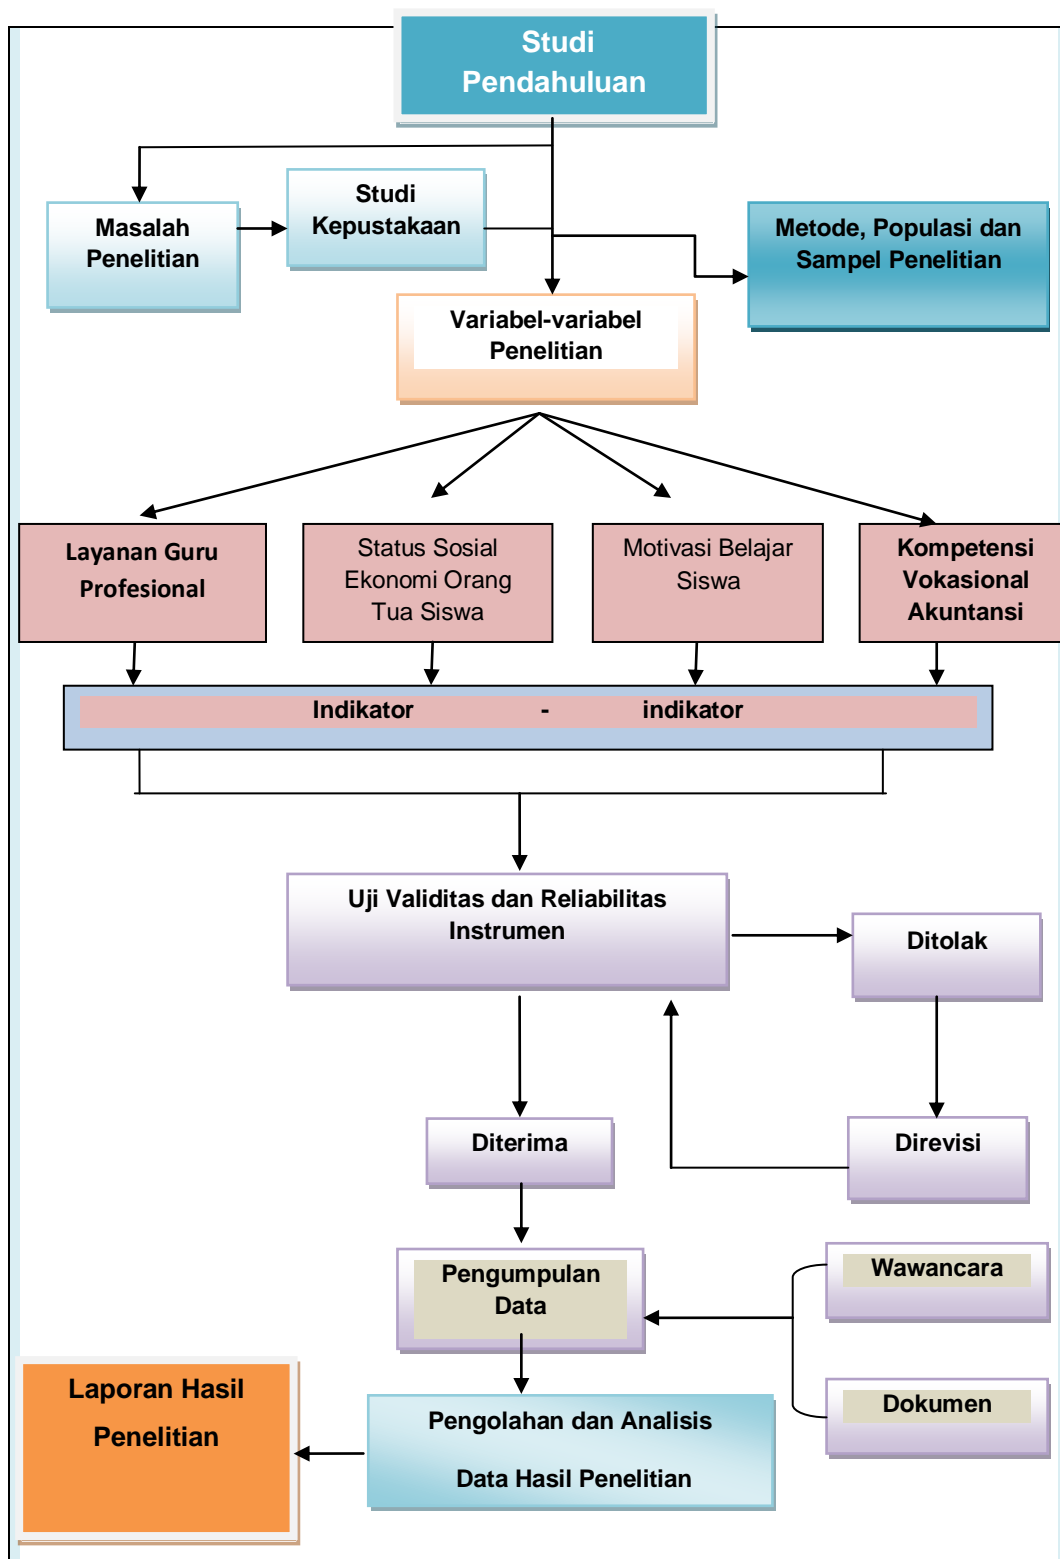 Studi
Pendahuluan
Masalah
Penelitian
Studi
Kepustakaan
Metode, Populasi dan
Sampel Penelitian
Variabel-variabel
Penelitian
Layanan Guru
Profesional
Status Sosial
Ekonomi Orang
Tua Siswa
Motivasi Belajar
Siswa
Kompetensi
Vokasional
Akuntansi
Indikator - indikator
Uji Validitas dan Reliabilitas
Instrumen
Ditolak
Diterima
Direvisi
Pengumpulan
Data
Wawancara
Dokumen
Laporan Hasil
Penelitian
Pengolahan dan Analisis
Data Hasil Penelitian